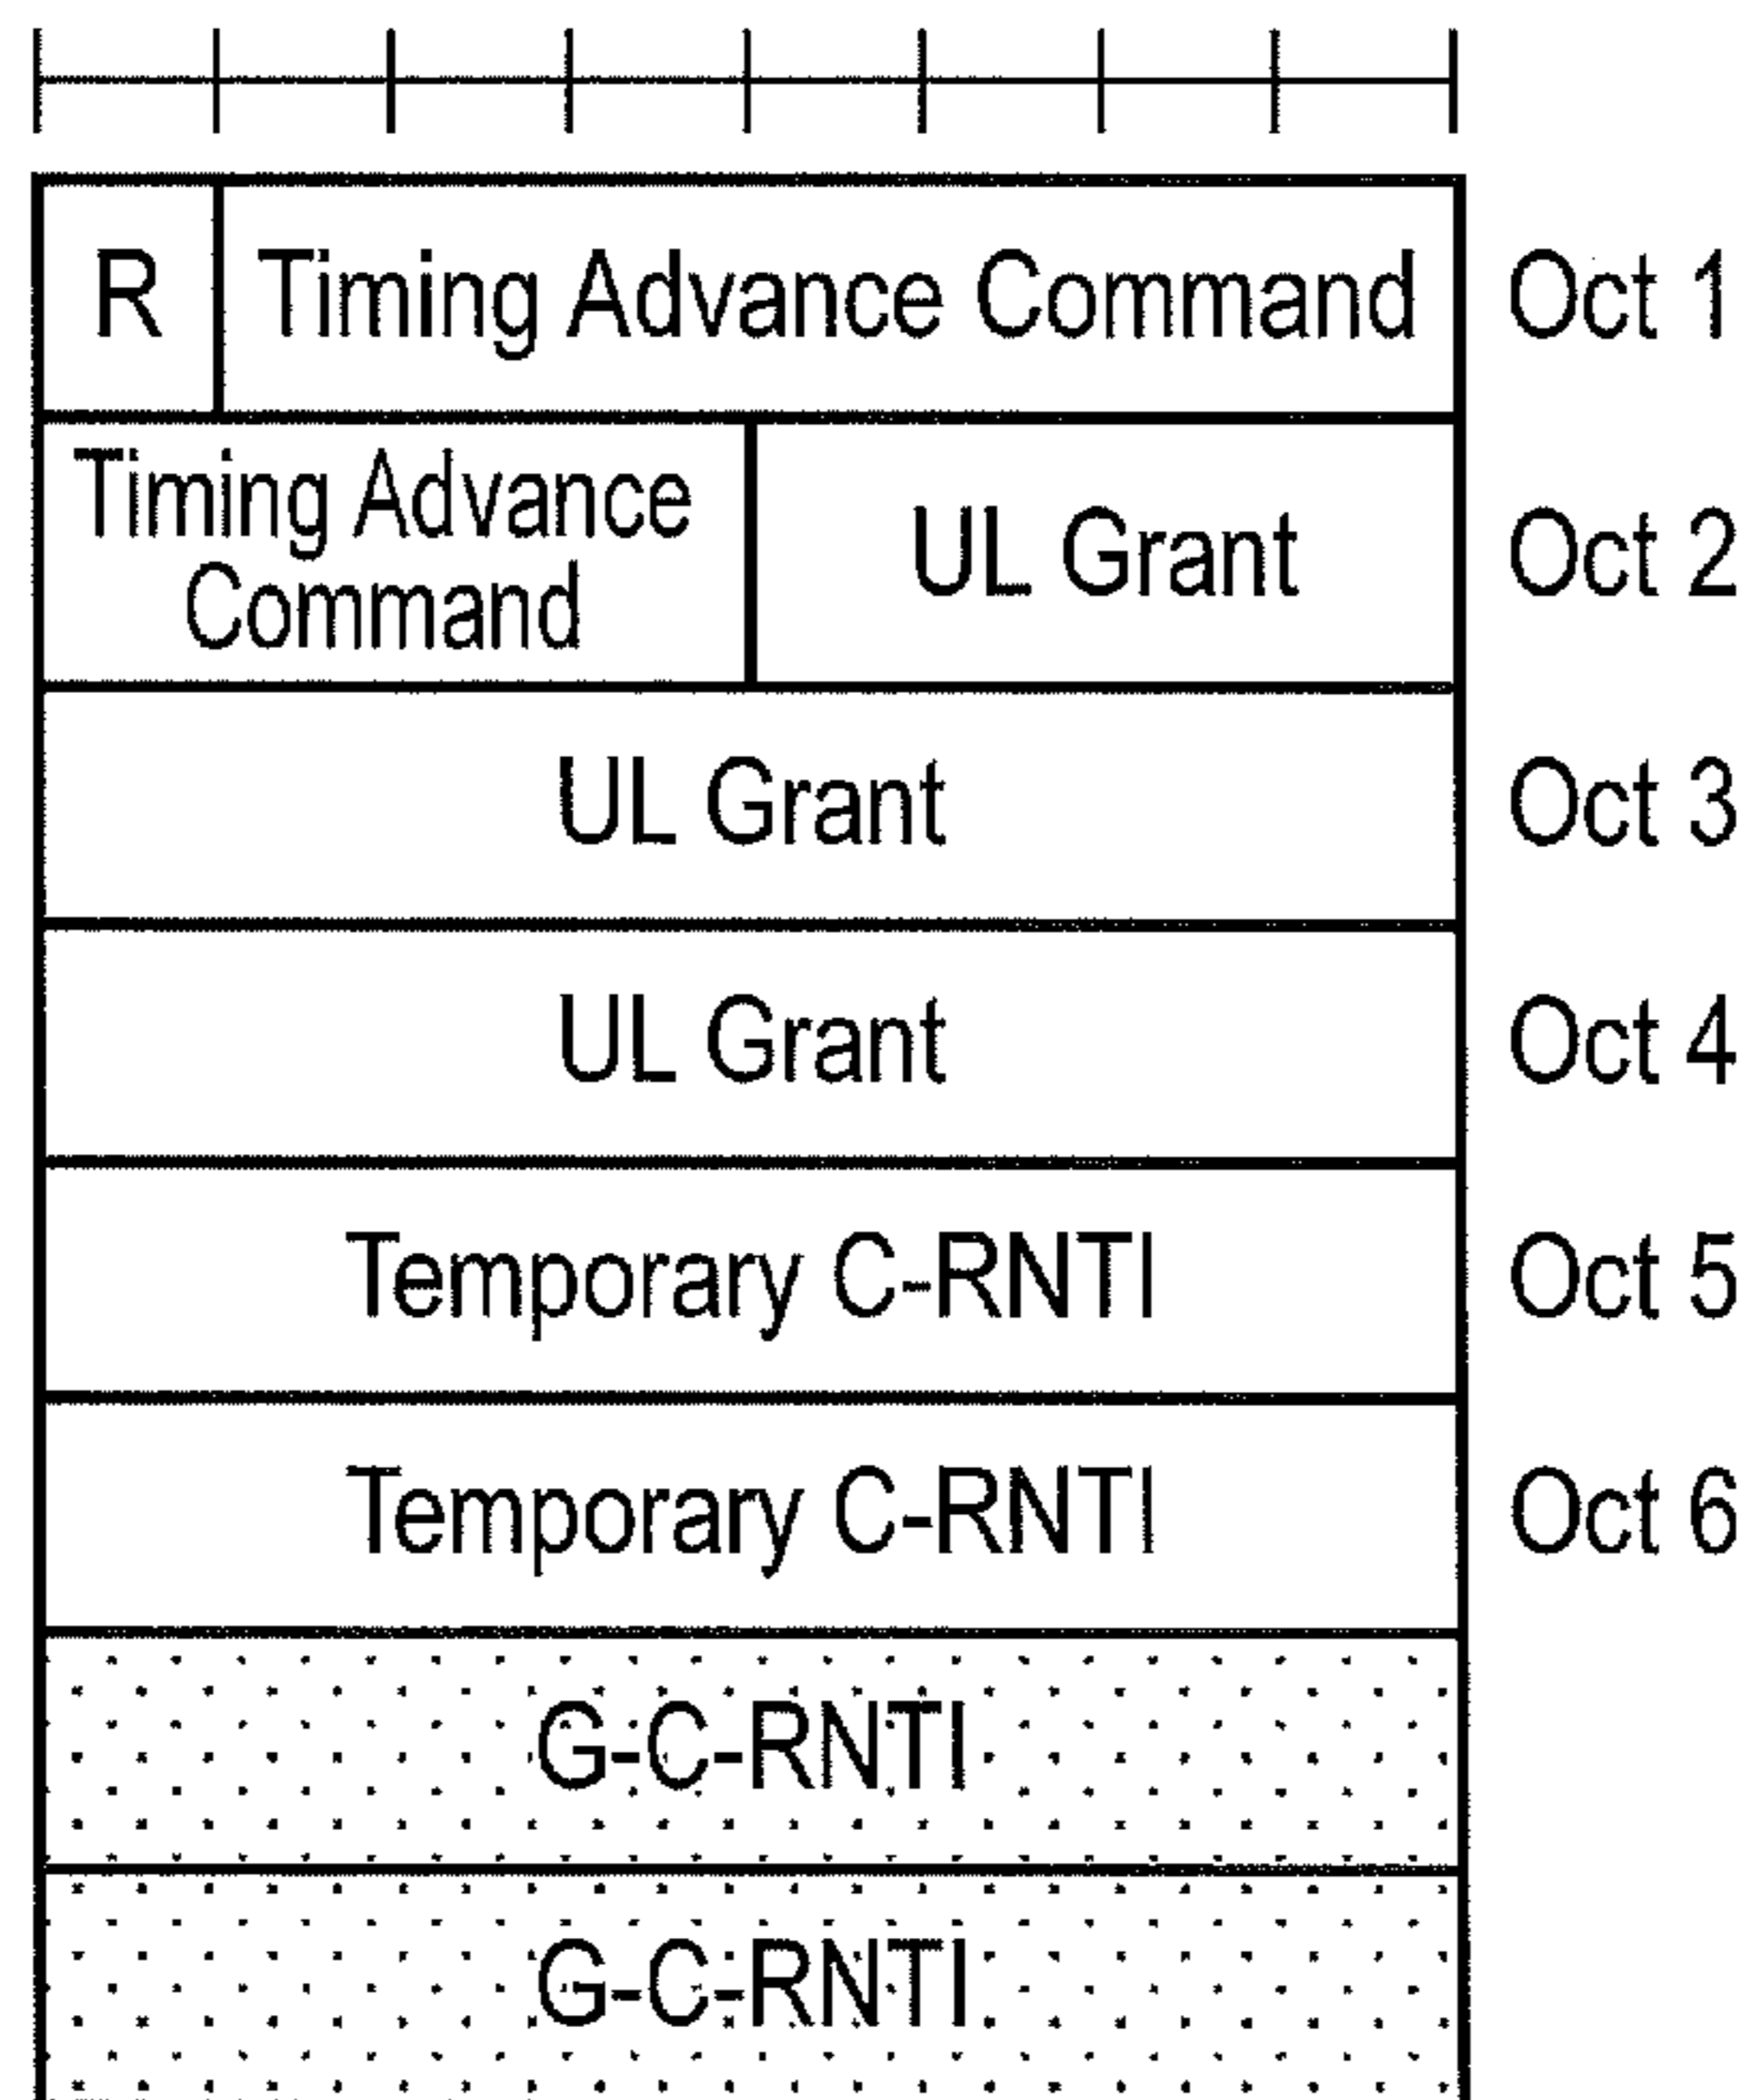 R Timing Advance Command Oct 1
Timing Advance
Command
UL Grant Oct 2
UL Grant Oct 3
UL Grant Oct 4
Temporary C-RNTI Oct 5
Temporary C-RNTI Oct 6
G-C-RNTI
G-C-RNTI